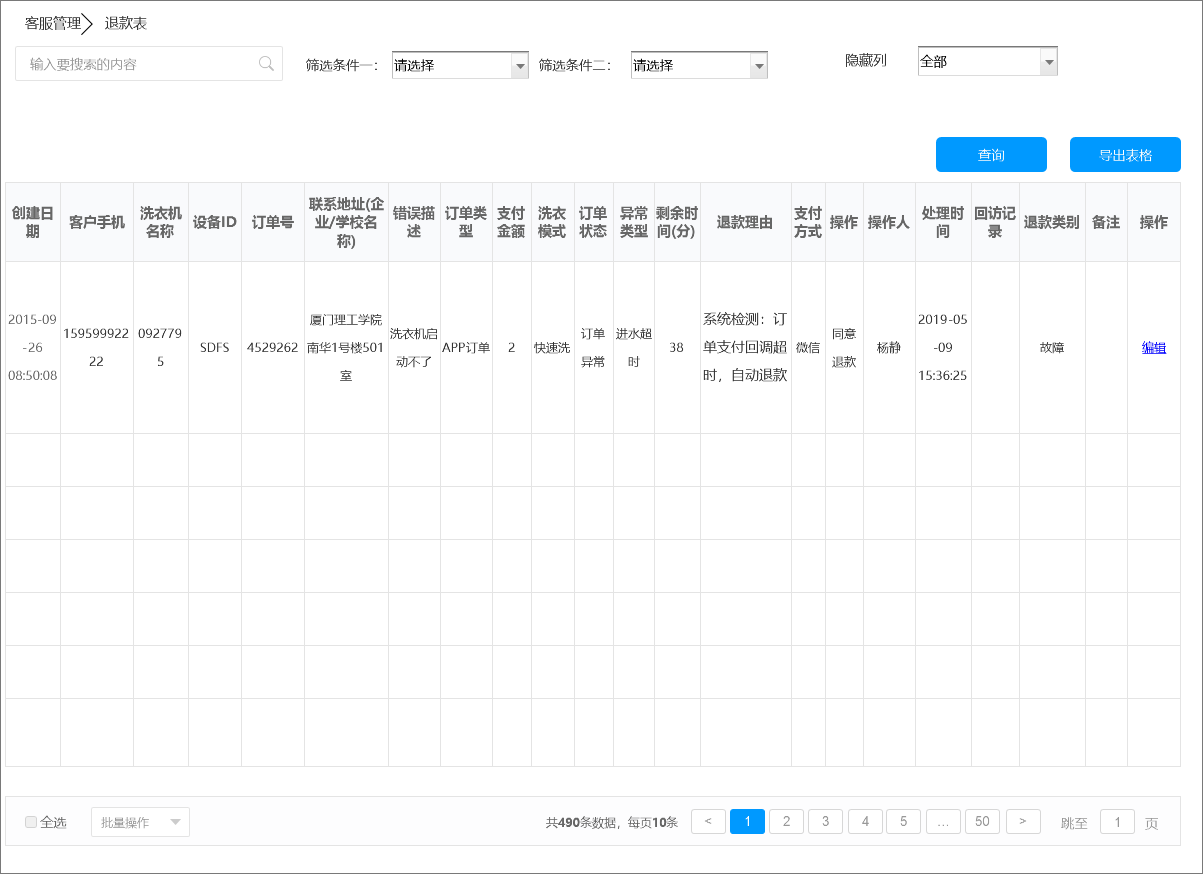 客服管理 退款表
输入要搜索的内容 筛选条件一： 请选择 筛选条件二： 请选择 隐藏列 全部
查询 导出表格
创建日期 客户手机 洗衣机名称 设备ID 订单号 联系地址(企业/学校名称) 错误描述 订单类型 支付金额 洗衣模式 订单状态 异常类型 剩余时间(分) 退款理由 支付方式 操作 操作人 处理时间 回访记录 退款类别 备注 操作
2015-09-26 08:50:08 15959992222 0927795 SDFS 4529262 厦门理工学院南华1号楼501室 洗衣机启动不了 APP订单 2 快速洗 订单异常 进水超时 38 系统检测：订单支付回调超时，自动退款 微信 同意退款 杨静 2019-05-09 15:36:25 故障 编辑
全选 批量操作 共490条数据，每页10条 < 1 2 3 4 5 … 50 > 跳至 1 页